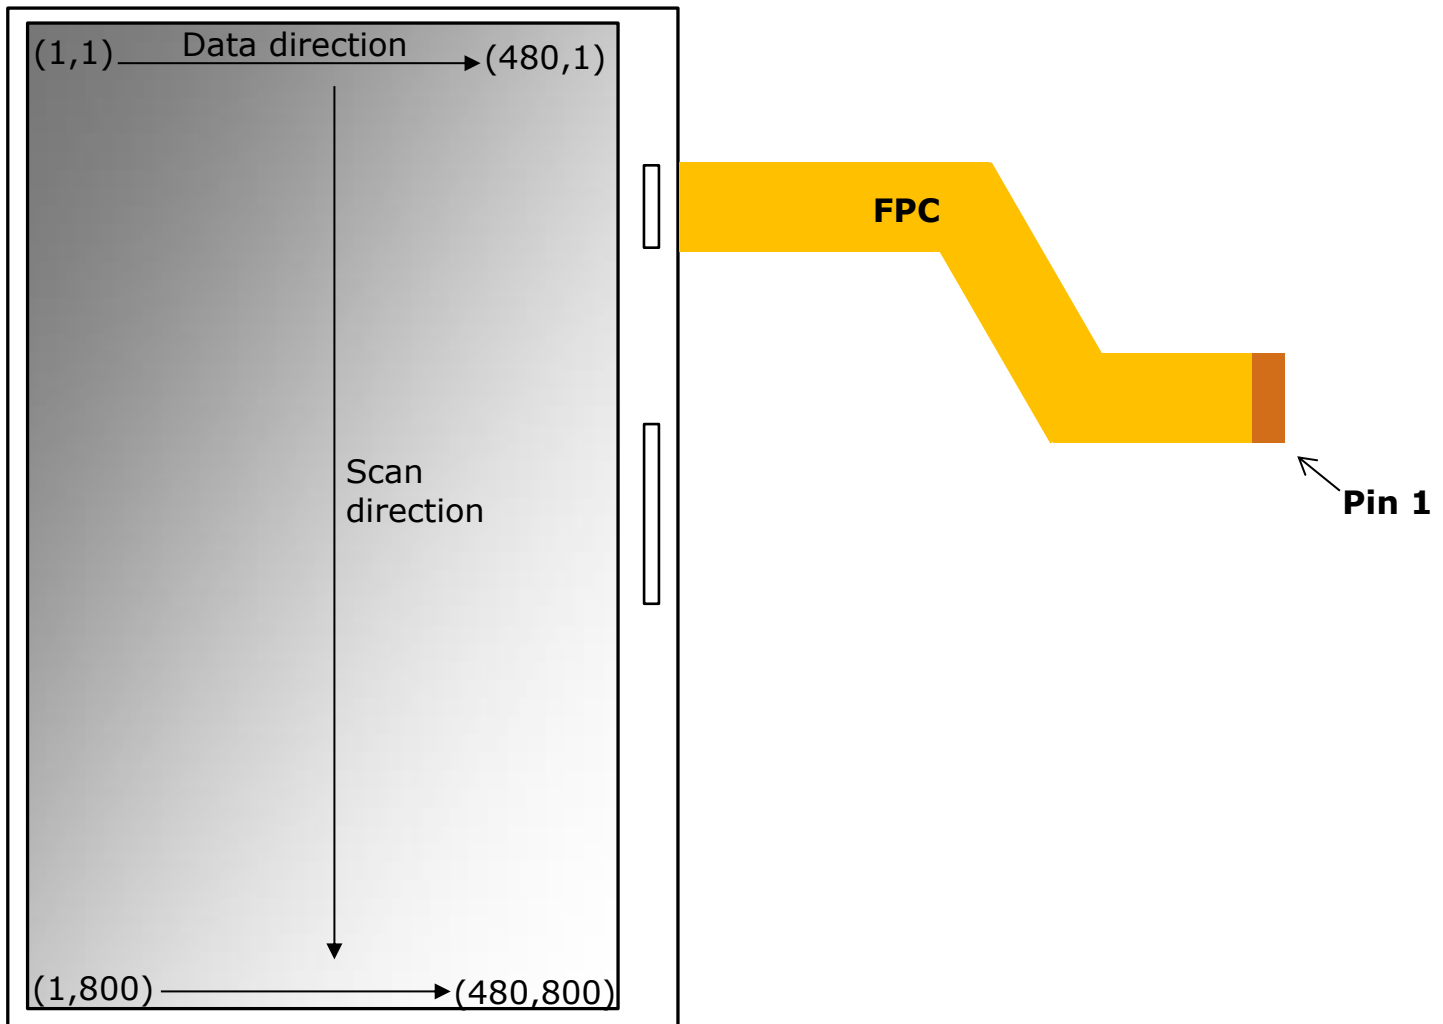 Data direction
(1,1)
(480,1)
FPC
Scan
direction
Pin 1
(1,800)
(480,800)